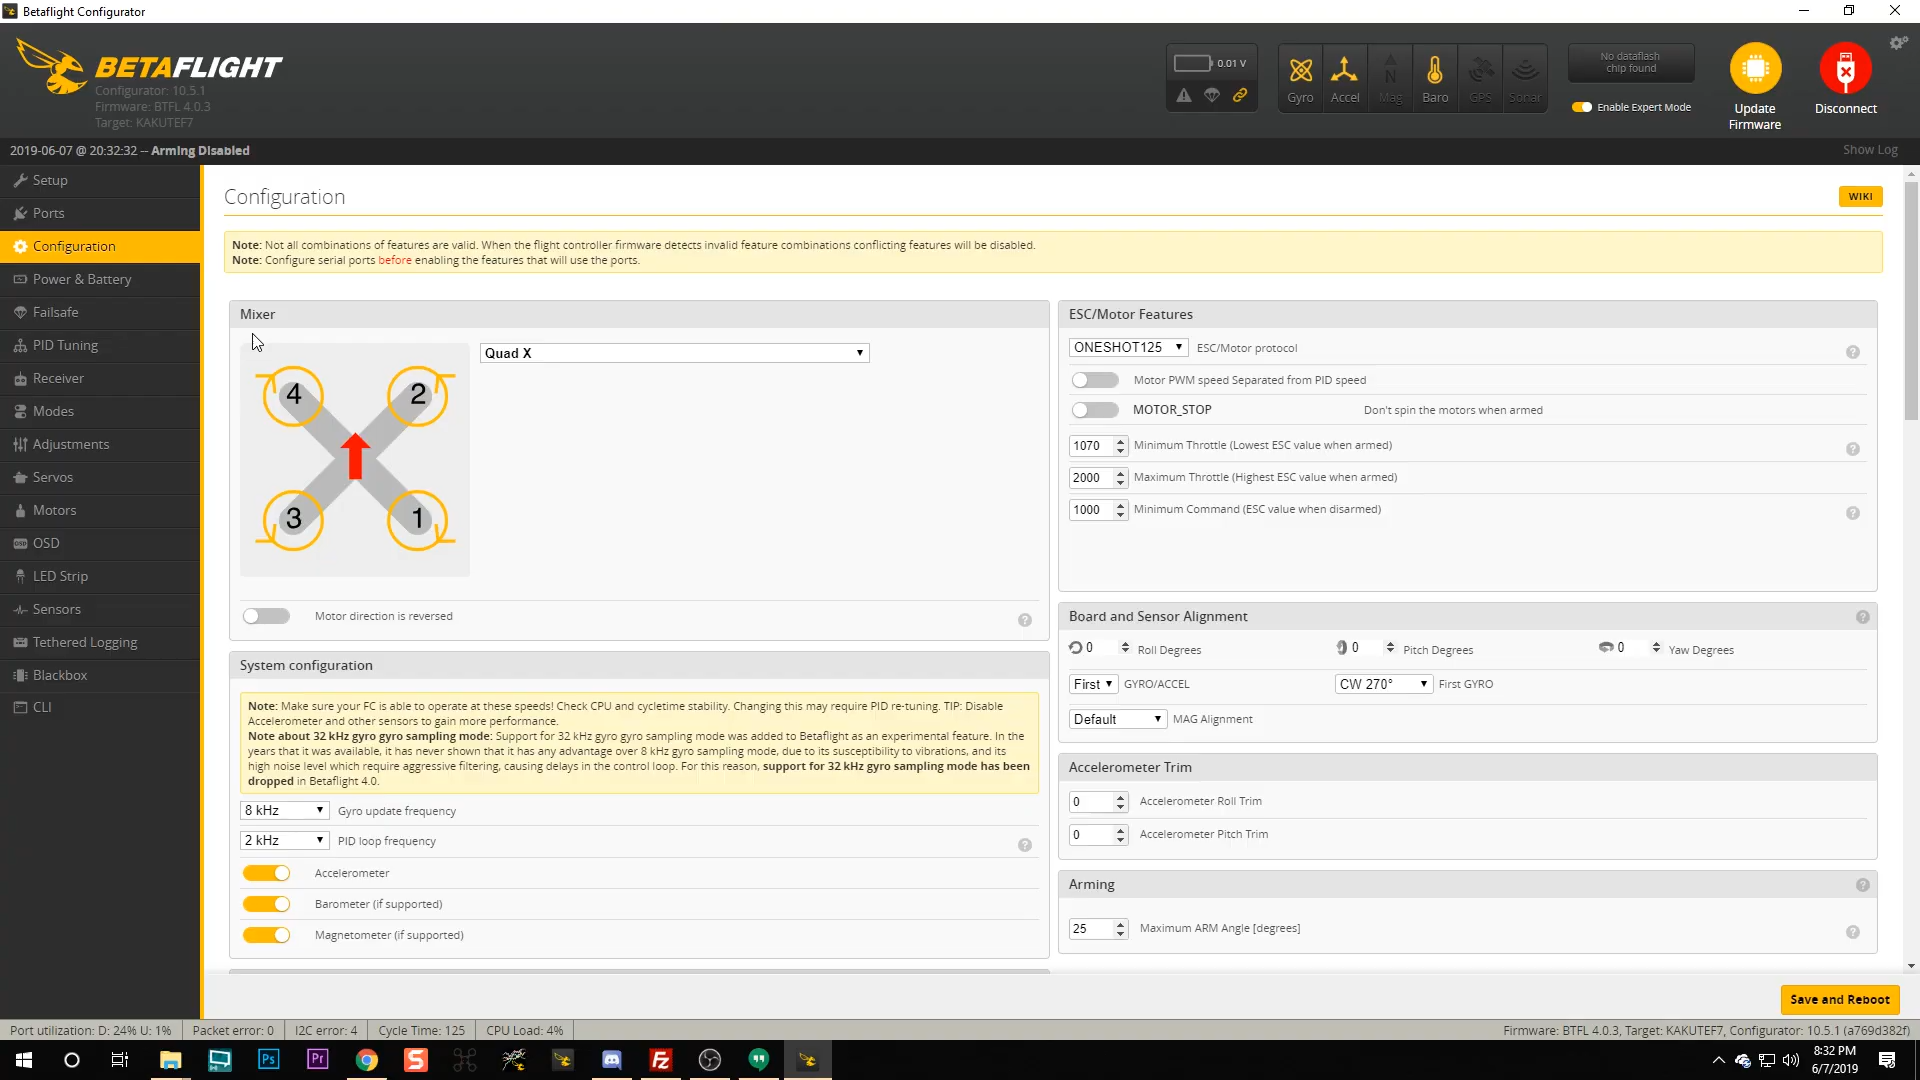 Betaflight Configurator
BETAFLIGHT
Configurator: 10.5.1
Firmware: BTFL 4.0.3
Target: KAKUTEF7
0.01 V
Gyro
Accel
Mag
Baro
GPS
Sonar
No dataflash
chip found
Enable Expert Mode
Update
Firmware
Disconnect
2019-06-07 @ 20:32:32 -- Arming Disabled
Show Log
Setup
Ports
Configuration
Power & Battery
Failsafe
PID Tuning
Receiver
Modes
Adjustments
Servos
Motors
OSD
LED Strip
Sensors
Tethered Logging
Blackbox
CLI
Configuration
WIKI
Note: Not all combinations of features are valid. When the flight controller firmware detects invalid feature combinations conflicting features will be disabled.
Note: Configure serial ports before enabling the features that will use the ports.
Mixer
Quad X
4
2
3
1
Motor direction is reversed
?
System configuration
Note: Make sure your FC is able to operate at these speeds! Check CPU and cycletime stability. Changing this may require PID re-tuning. TIP: Disable
Accelerometer and other sensors to gain more performance.
Note about 32 kHz gyro gyro sampling mode: Support for 32 kHz gyro gyro sampling mode was added to Betaflight as an experimental feature. In the
years that it was available, it has never shown that it has any advantage over 8 kHz gyro sampling mode, due to its susceptibility to vibrations, and its
high noise level which require aggressive filtering, causing delays in the control loop. For this reason, support for 32 kHz gyro sampling mode has been
dropped in Betaflight 4.0.
8 kHz Gyro update frequency
2 kHz PID loop frequency
?
Accelerometer
Barometer (if supported)
Magnetometer (if supported)
ESC/Motor Features
ONESHOT125 ESC/Motor protocol
?
Motor PWM speed Separated from PID speed
MOTOR_STOP Don't spin the motors when armed
1070 Minimum Throttle (Lowest ESC value when armed)
?
2000 Maximum Throttle (Highest ESC value when armed)
1000 Minimum Command (ESC value when disarmed)
?
Board and Sensor Alignment
?
0 Roll Degrees
0 Pitch Degrees
0 Yaw Degrees
First GYRO/ACCEL
CW 270° First GYRO
Default MAG Alignment
Accelerometer Trim
0 Accelerometer Roll Trim
0 Accelerometer Pitch Trim
Arming
?
25 Maximum ARM Angle [degrees]
?
Save and Reboot
Port utilization: D: 24% U: 1%
Packet error: 0
I2C error: 4
Cycle Time: 125
CPU Load: 4%
Firmware: BTFL 4.0.3, Target: KAKUTEF7, Configurator: 10.5.1 (a769d382f)
Ps
Pr
S
Fz
8:32 PM
6/7/2019